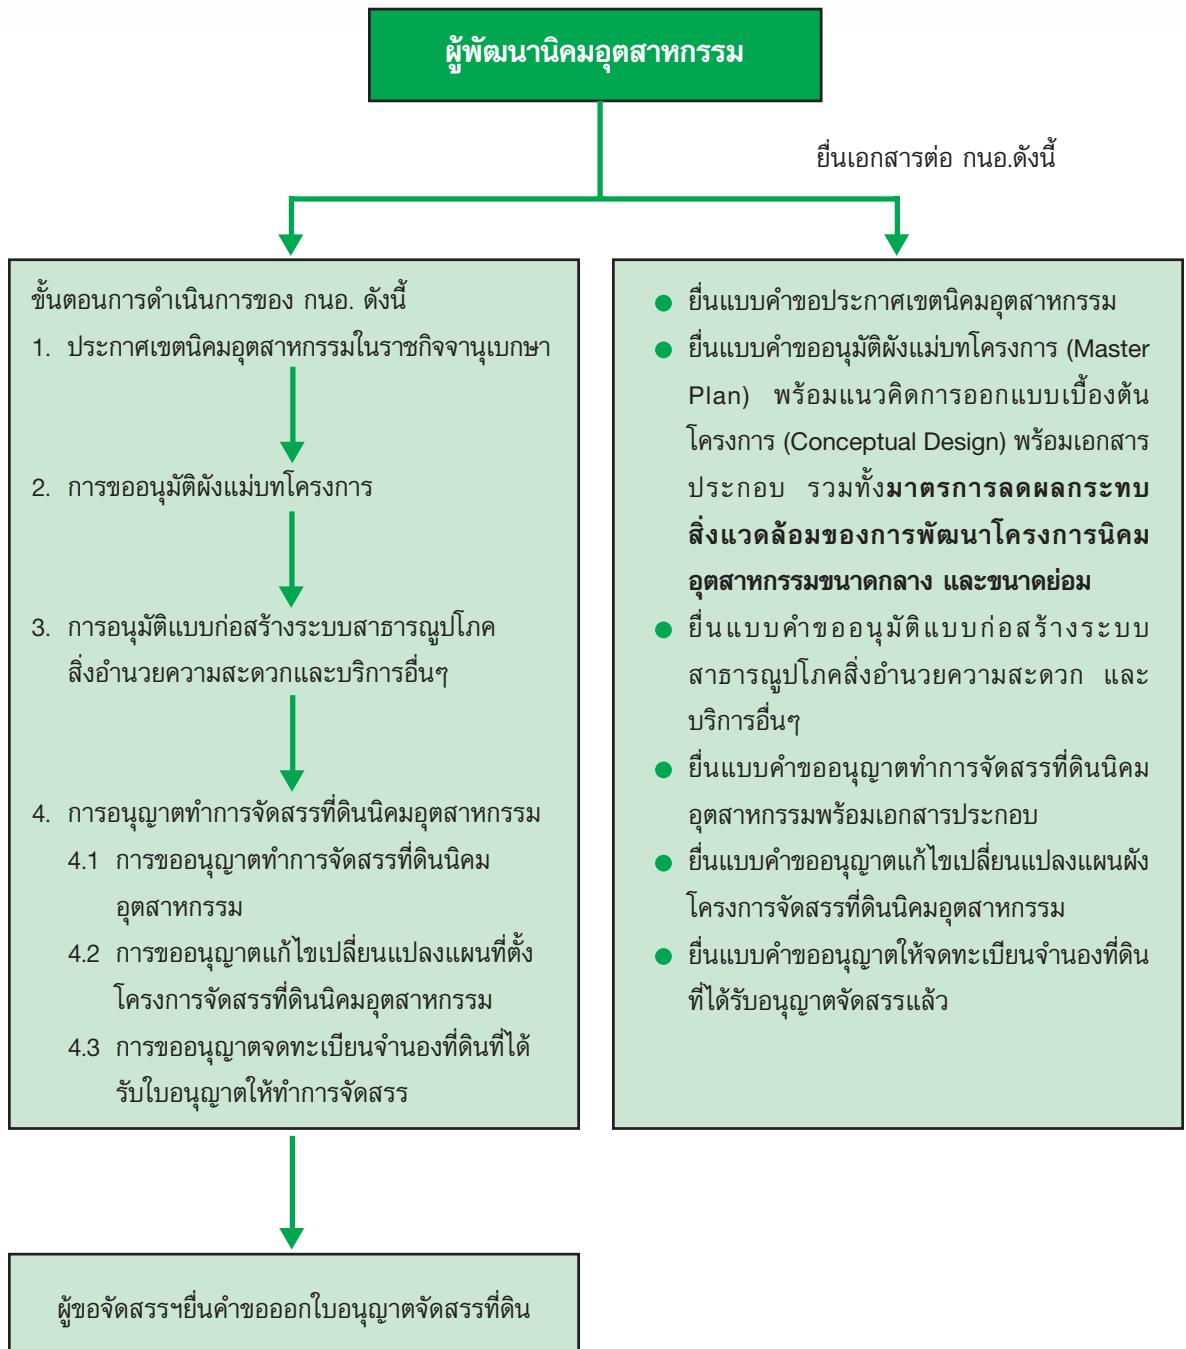 ผู้พัฒนานิคมอุตสาหกรรม
ยื่นเอกสารต่อ กนอ.ดังนี้
ขั้นตอนการดำเนินการของ กนอ. ดังนี้
1. ประกาศเขตนิคมอุตสาหกรรมในราชกิจจานุเบกษา
2. การขออนุมัติผังแม่บทโครงการ
3. การอนุมัติแบบก่อสร้างระบบสาธารณูปโภค
สิ่งอำนวยความสะดวกและบริการอื่นๆ
4. การอนุญาตทำการจัดสรรที่ดินนิคมอุตสาหกรรม
4.1 การขออนุญาตทำการจัดสรรที่ดินนิคม
อุตสาหกรรม
4.2 การขออนุญาตแก้ไขเปลี่ยนแปลงแผนที่ตั้ง
โครงการจัดสรรที่ดินนิคมอุตสาหกรรม
4.3 การขออนุญาตจดทะเบียนจำนองที่ดินที่ได้
รับใบอนุญาตให้ทำการจัดสรร
● ยื่นแบบคำขอประกาศเขตนิคมอุตสาหกรรม
● ยื่นแบบคำขออนุมัติผังแม่บทโครงการ (Master
Plan) พร้อมแนวคิดการออกแบบเบื้องต้น
โครงการ (Conceptual Design) พร้อมเอกสาร
ประกอบ รวมทั้งมาตรการลดผลกระทบ
สิ่งแวดล้อมของการพัฒนาโครงการนิคม
อุตสาหกรรมขนาดกลาง และขนาดย่อม
● ยื่นแบบคำขออนุมัติแบบก่อสร้างระบบ
สาธารณูปโภคสิ่งอำนวยความสะดวก และ
บริการอื่นๆ
● ยื่นแบบคำขออนุญาตทำการจัดสรรที่ดินนิคม
อุตสาหกรรมพร้อมเอกสารประกอบ
● ยื่นแบบคำขออนุญาตแก้ไขเปลี่ยนแปลงแผนผัง
โครงการจัดสรรที่ดินนิคมอุตสาหกรรม
● ยื่นแบบคำขออนุญาตให้จดทะเบียนจำนองที่ดิน
ที่ได้รับอนุญาตจัดสรรแล้ว
ผู้ขอจัดสรรฯยื่นคำขอออกใบอนุญาตจัดสรรที่ดิน